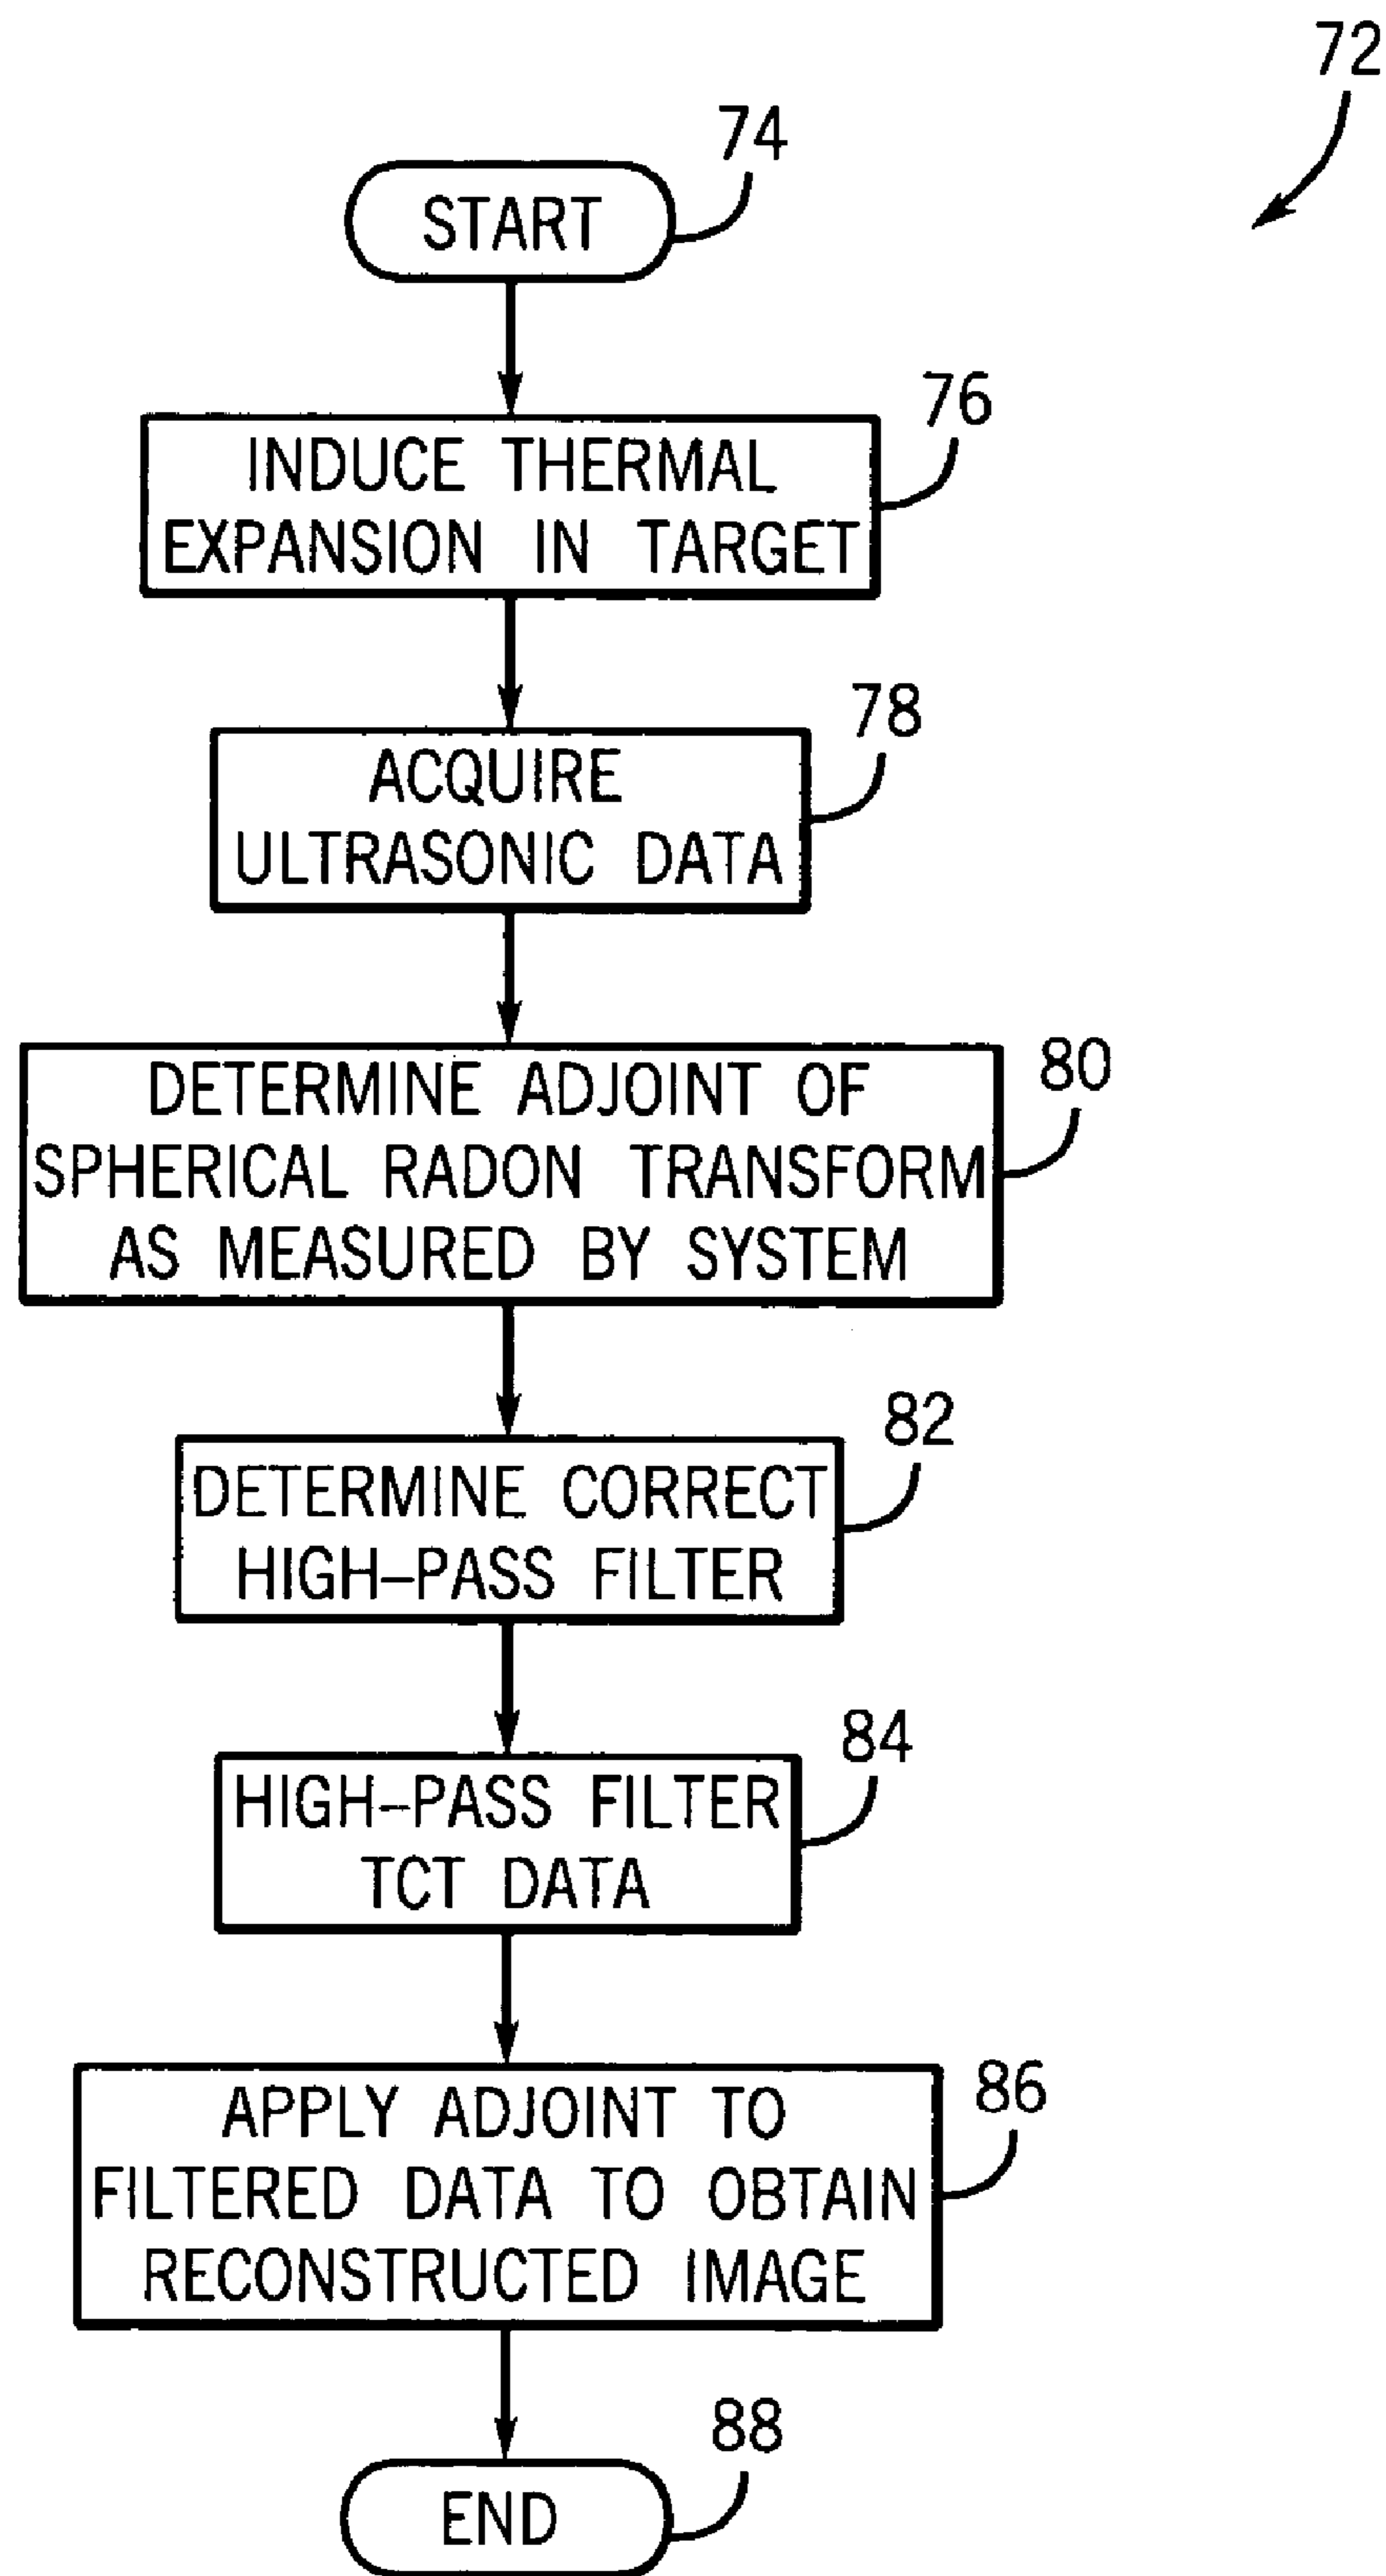 72
74
START
76
INDUCE THERMAL
EXPANSION IN TARGET
78
ACQUIRE
ULTRASONIC DATA
80
DETERMINE ADJOINT OF
SPHERICAL RADON TRANSFORM
AS MEASURED BY SYSTEM
82
DETERMINE CORRECT
HIGH–PASS FILTER
84
HIGH–PASS FILTER
TCT DATA
86
APPLY ADJOINT TO
FILTERED DATA TO OBTAIN
RECONSTRUCTED IMAGE
88
END